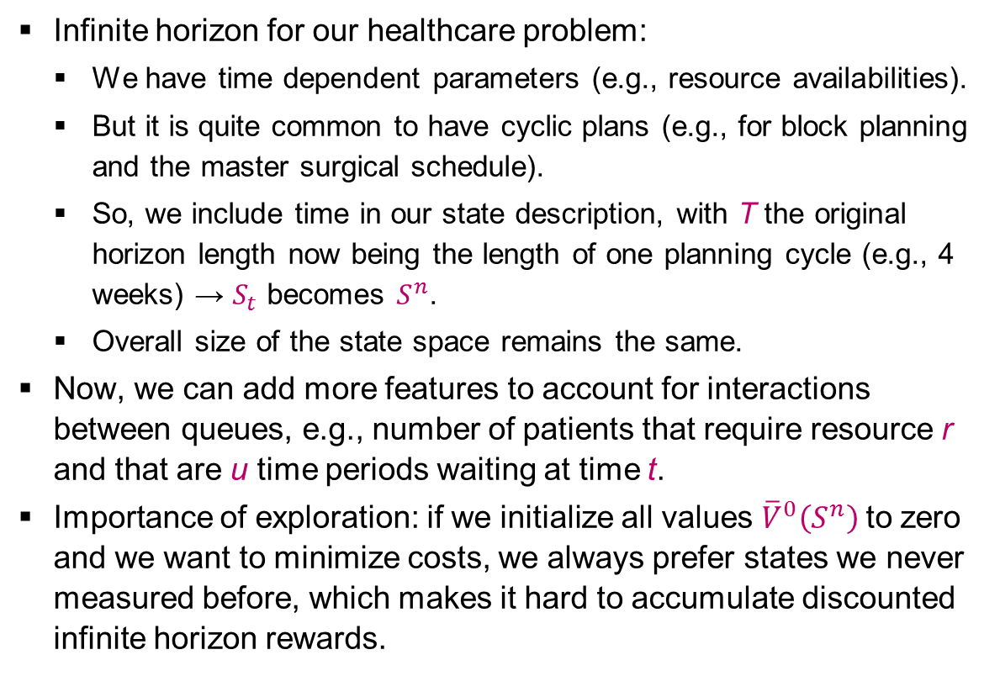 ▪ Infinite horizon for our healthcare problem:
▪ We have time dependent parameters (e.g., resource availabilities).
▪ But it is quite common to have cyclic plans (e.g., for block planning
and the master surgical schedule).
▪ So, we include time in our state description, with T the original
horizon length now being the length of one planning cycle (e.g., 4
weeks) → Sₜ becomes Sⁿ.
▪ Overall size of the state space remains the same.
▪ Now, we can add more features to account for interactions
between queues, e.g., number of patients that require resource r
and that are u time periods waiting at time t.
▪ Importance of exploration: if we initialize all values V̄⁰(Sⁿ) to zero
and we want to minimize costs, we always prefer states we never
measured before, which makes it hard to accumulate discounted
infinite horizon rewards.